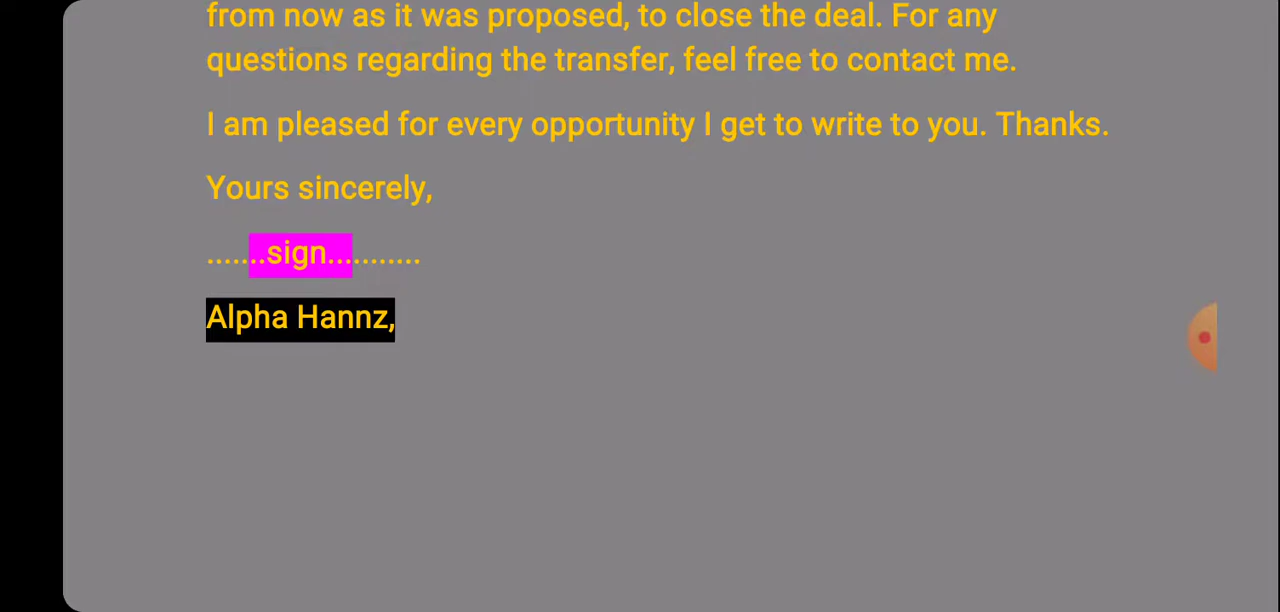 from now as it was proposed, to close the deal. For any
questions regarding the transfer, feel free to contact me.
I am pleased for every opportunity I get to write to you. Thanks.
Yours sincerely,
.......sign...........
Alpha Hannz,